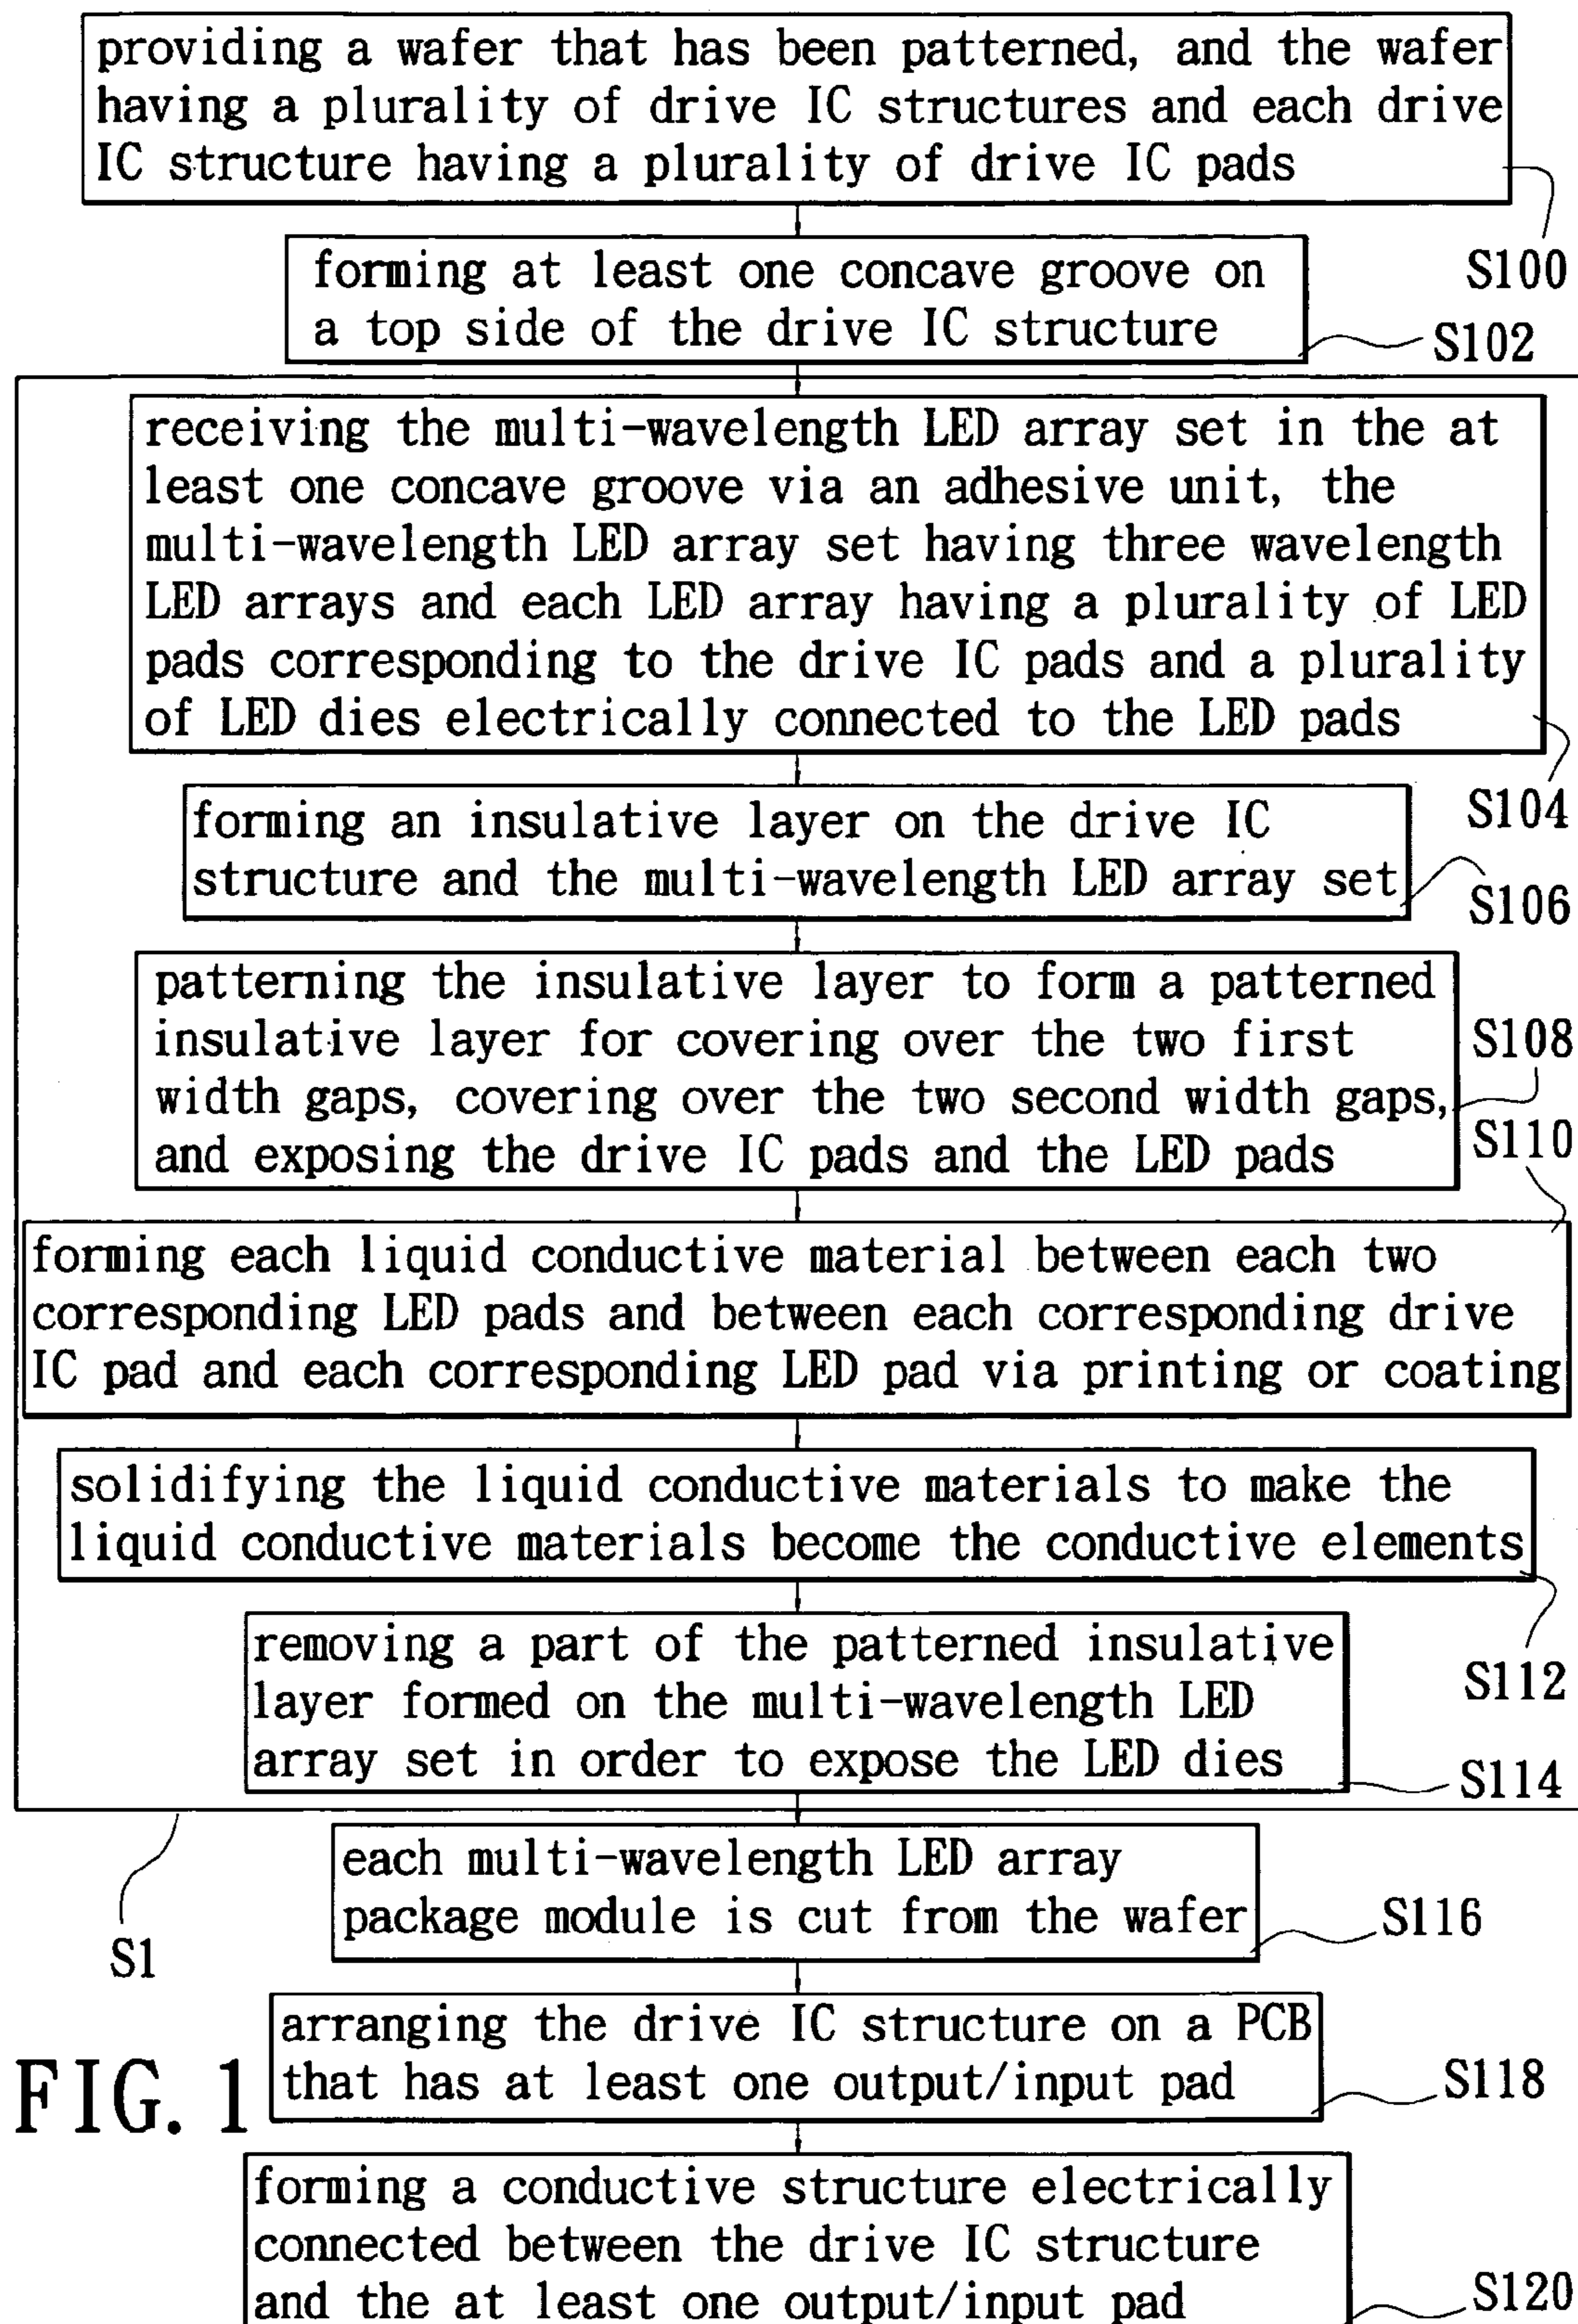 providing a wafer that has been patterned, and the wafer
having a plurality of drive IC structures and each drive
IC structure having a plurality of drive IC pads
S100
forming at least one concave groove on
a top side of the drive IC structure
S102
receiving the multi-wavelength LED array set in the at
least one concave groove via an adhesive unit, the
multi-wavelength LED array set having three wavelength
LED arrays and each LED array having a plurality of LED
pads corresponding to the drive IC pads and a plurality
of LED dies electrically connected to the LED pads
S104
forming an insulative layer on the drive IC
structure and the multi-wavelength LED array set
S106
patterning the insulative layer to form a patterned
insulative layer for covering over the two first
width gaps, covering over the two second width gaps,
and exposing the drive IC pads and the LED pads
S108
S110
forming each liquid conductive material between each two
corresponding LED pads and between each corresponding drive
IC pad and each corresponding LED pad via printing or coating
solidifying the liquid conductive materials to make the
liquid conductive materials become the conductive elements
S112
removing a part of the patterned insulative
layer formed on the multi-wavelength LED
array set in order to expose the LED dies
S114
S1
each multi-wavelength LED array
package module is cut from the wafer
S116
arranging the drive IC structure on a PCB
that has at least one output/input pad
S118
FIG. 1
forming a conductive structure electrically
connected between the drive IC structure
and the at least one output/input pad
S120